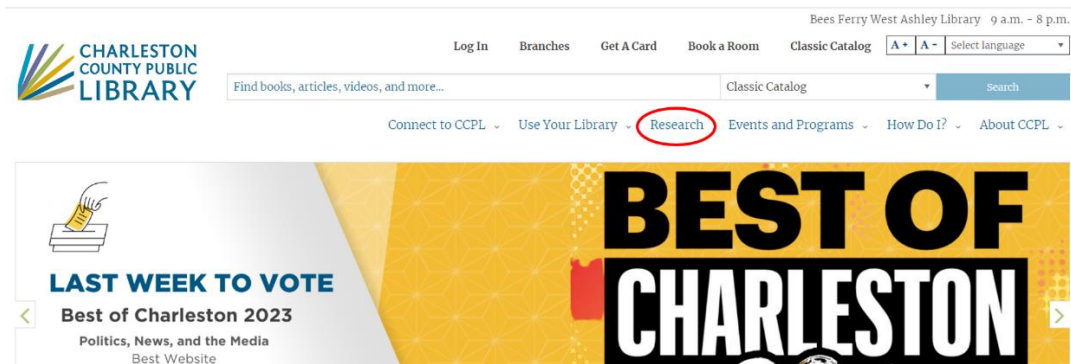 Bees Ferry West Ashley Library 9 a.m. - 8 p.m.
CHARLESTON
COUNTY PUBLIC
LIBRARY
Log In Branches Get A Card Book a Room Classic Catalog A + A - Select language
Find books, articles, videos, and more... Classic Catalog Search
Connect to CCPL Use Your Library Research Events and Programs How Do I? About CCPL
LAST WEEK TO VOTE
Best of Charleston 2023
Politics, News, and the Media
Best Website
BEST OF
CHARLESTON